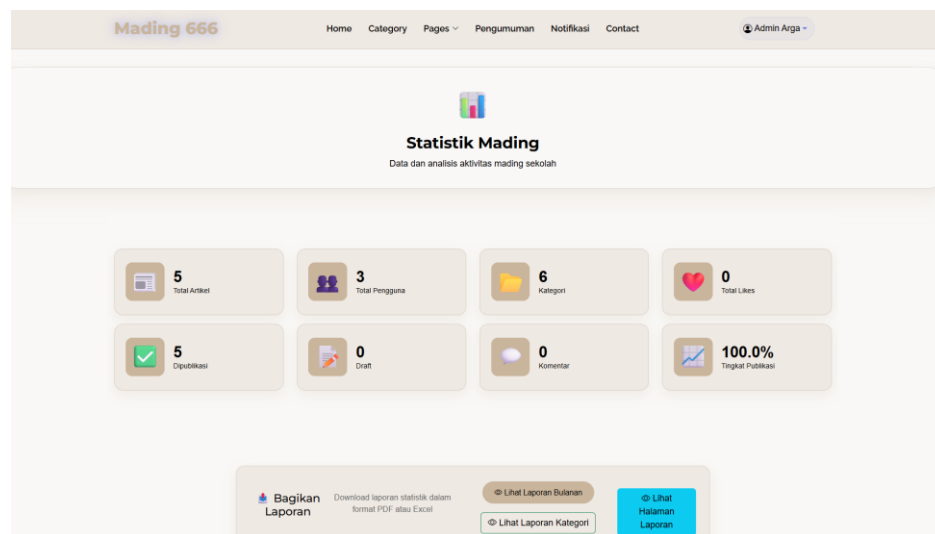 Mading 666
Home Category Pages Pengumuman Notifikasi Contact
Admin Arga
Statistik Mading
Data dan analisis aktivitas mading sekolah
5
Total Artikel
3
Total Pengguna
6
Kategori
0
Total Likes
5
Dipublikasi
0
Draft
0
Komentar
100.0%
Tingkat Publikasi
Bagikan
Laporan
Download laporan statistik dalam
format PDF atau Excel
Lihat Laporan Bulanan
Lihat Laporan Kategori
Lihat
Halaman
Laporan